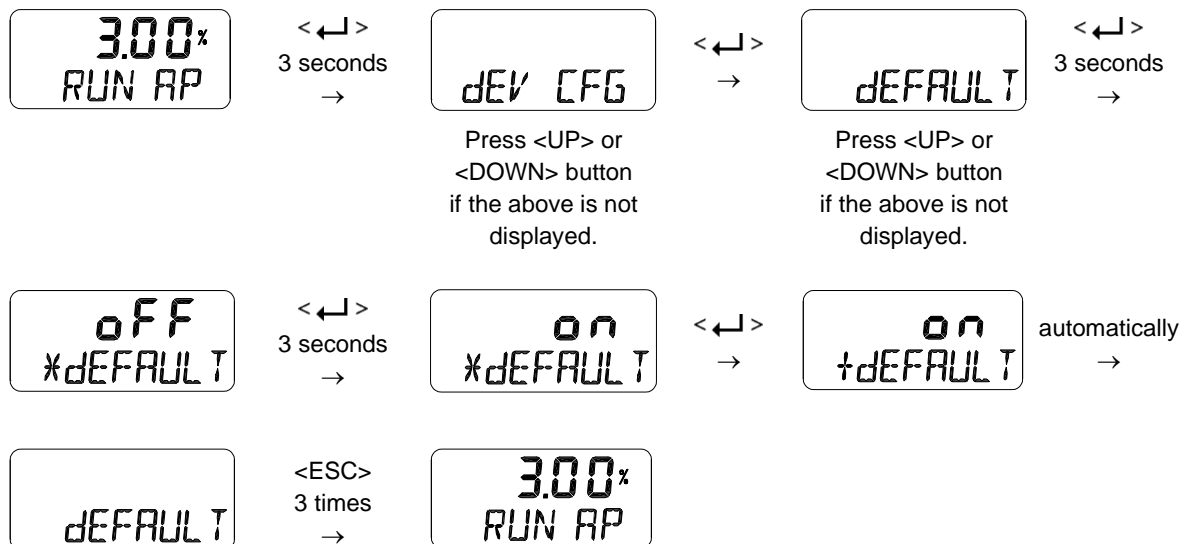 3.00%
RUN AP
<↵>
3 seconds
→
dEV CFG
Press <UP> or
<DOWN> button
if the above is not
displayed.
<↵>
→
dEFAULT
Press <UP> or
<DOWN> button
if the above is not
displayed.
<↵>
3 seconds
→
oFF
*dEFAULT
<↵>
3 seconds
→
on
*dEFAULT
<↵>
→
on
+dEFAULT
automatically
→
dEFAULT
<ESC>
3 times
→
3.00%
RUN AP